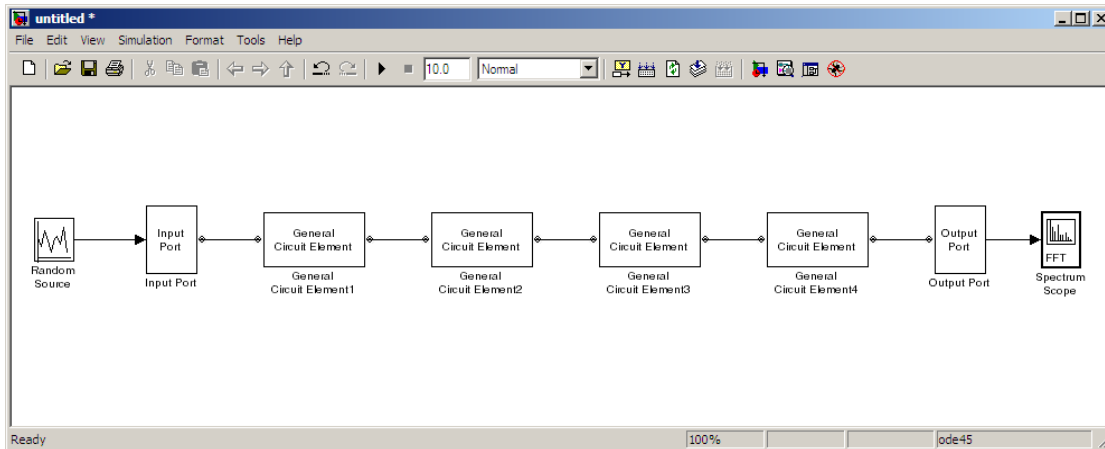 untitled *
File Edit View Simulation Format Tools Help
10.0 Normal
Random
Source
Input
Port
Input Port
General
Circuit Element
General
Circuit Element1
General
Circuit Element
General
Circuit Element2
General
Circuit Element
General
Circuit Element3
General
Circuit Element
General
Circuit Element4
Output
Port
Output Port
FFT
Spectrum
Scope
Ready 100% ode45